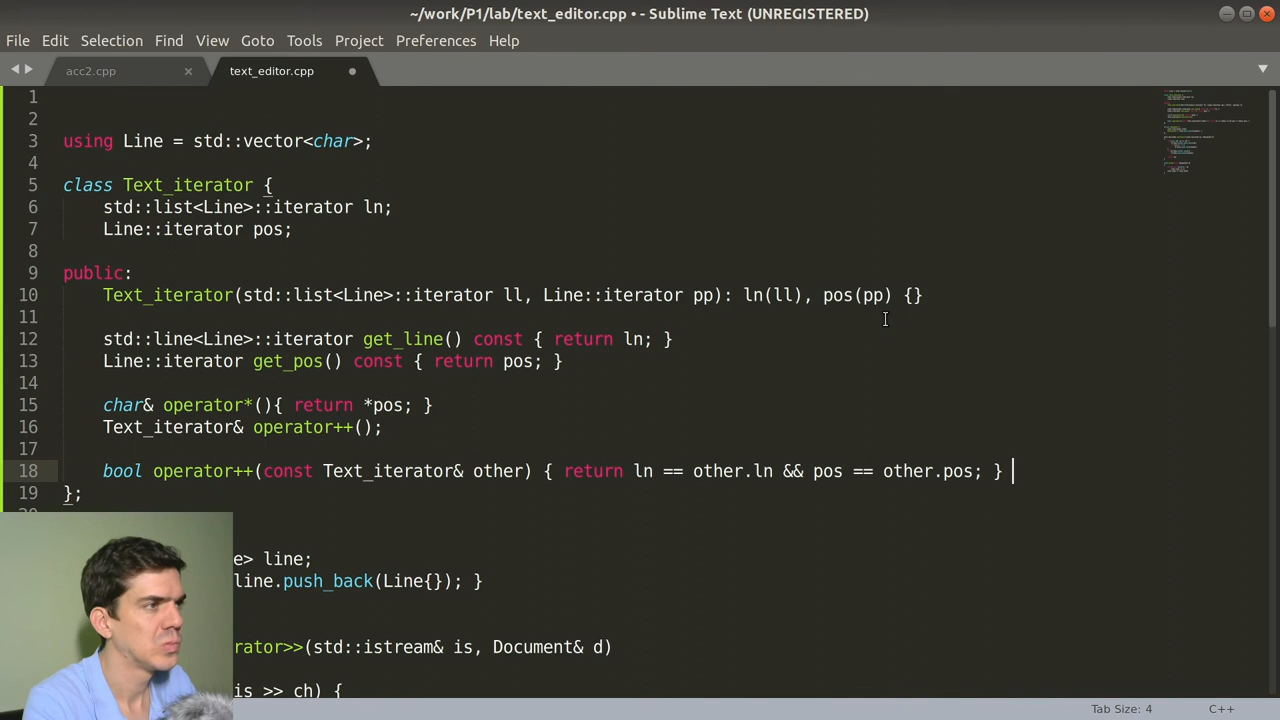 ~/work/P1/lab/text_editor.cpp • - Sublime Text (UNREGISTERED)
File Edit Selection Find View Goto Tools Project Preferences Help
acc2.cpp text_editor.cpp
1
2
3 using Line = std::vector<char>;
4
5 class Text_iterator {
6 std::list<Line>::iterator ln;
7 Line::iterator pos;
8
9 public:
10 Text_iterator(std::list<Line>::iterator ll, Line::iterator pp): ln(ll), pos(pp) {}
11
12 std::line<Line>::iterator get_line() const { return ln; }
13 Line::iterator get_pos() const { return pos; }
14
15 char& operator*(){ return *pos; }
16 Text_iterator& operator++();
17
18 bool operator++(const Text_iterator& other) { return ln == other.ln && pos == other.pos; }
19 };
e> line;
line.push_back(Line{}); }
erator>>(std::istream& is, Document& d)
is >> ch) {
Tab Size: 4 C++